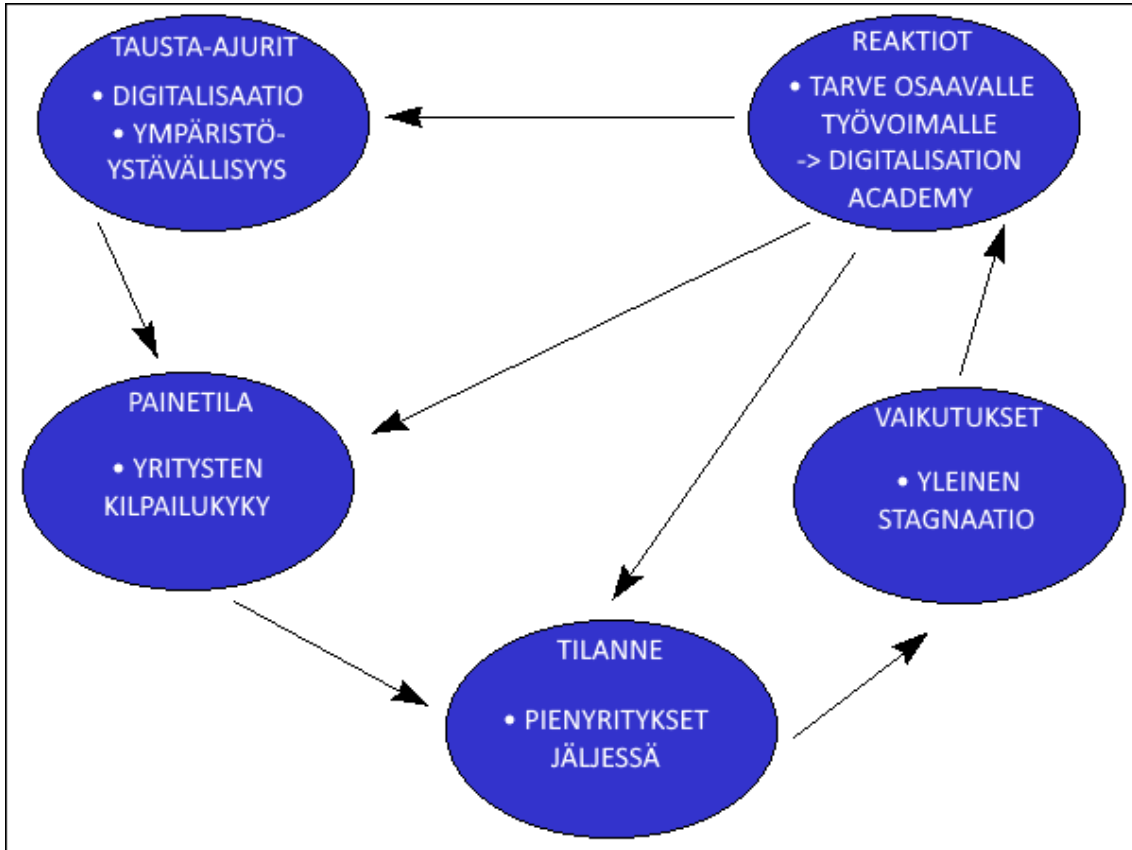 TAUSTA-AJURIT
• DIGITALISAATIO
• YMPÄRISTÖ-
YSTÄVÄLLISYYS
REAKTIOT
• TARVE OSAAVALLE
TYÖVOIMALLE
-> DIGITALISATION
ACADEMY
PAINETILA
• YRITYSTEN
KILPAILUKYKY
VAIKUTUKSET
• YLEINEN
STAGNAATIO
TILANNE
• PIENYRITYKSET
JÄLJESSÄ